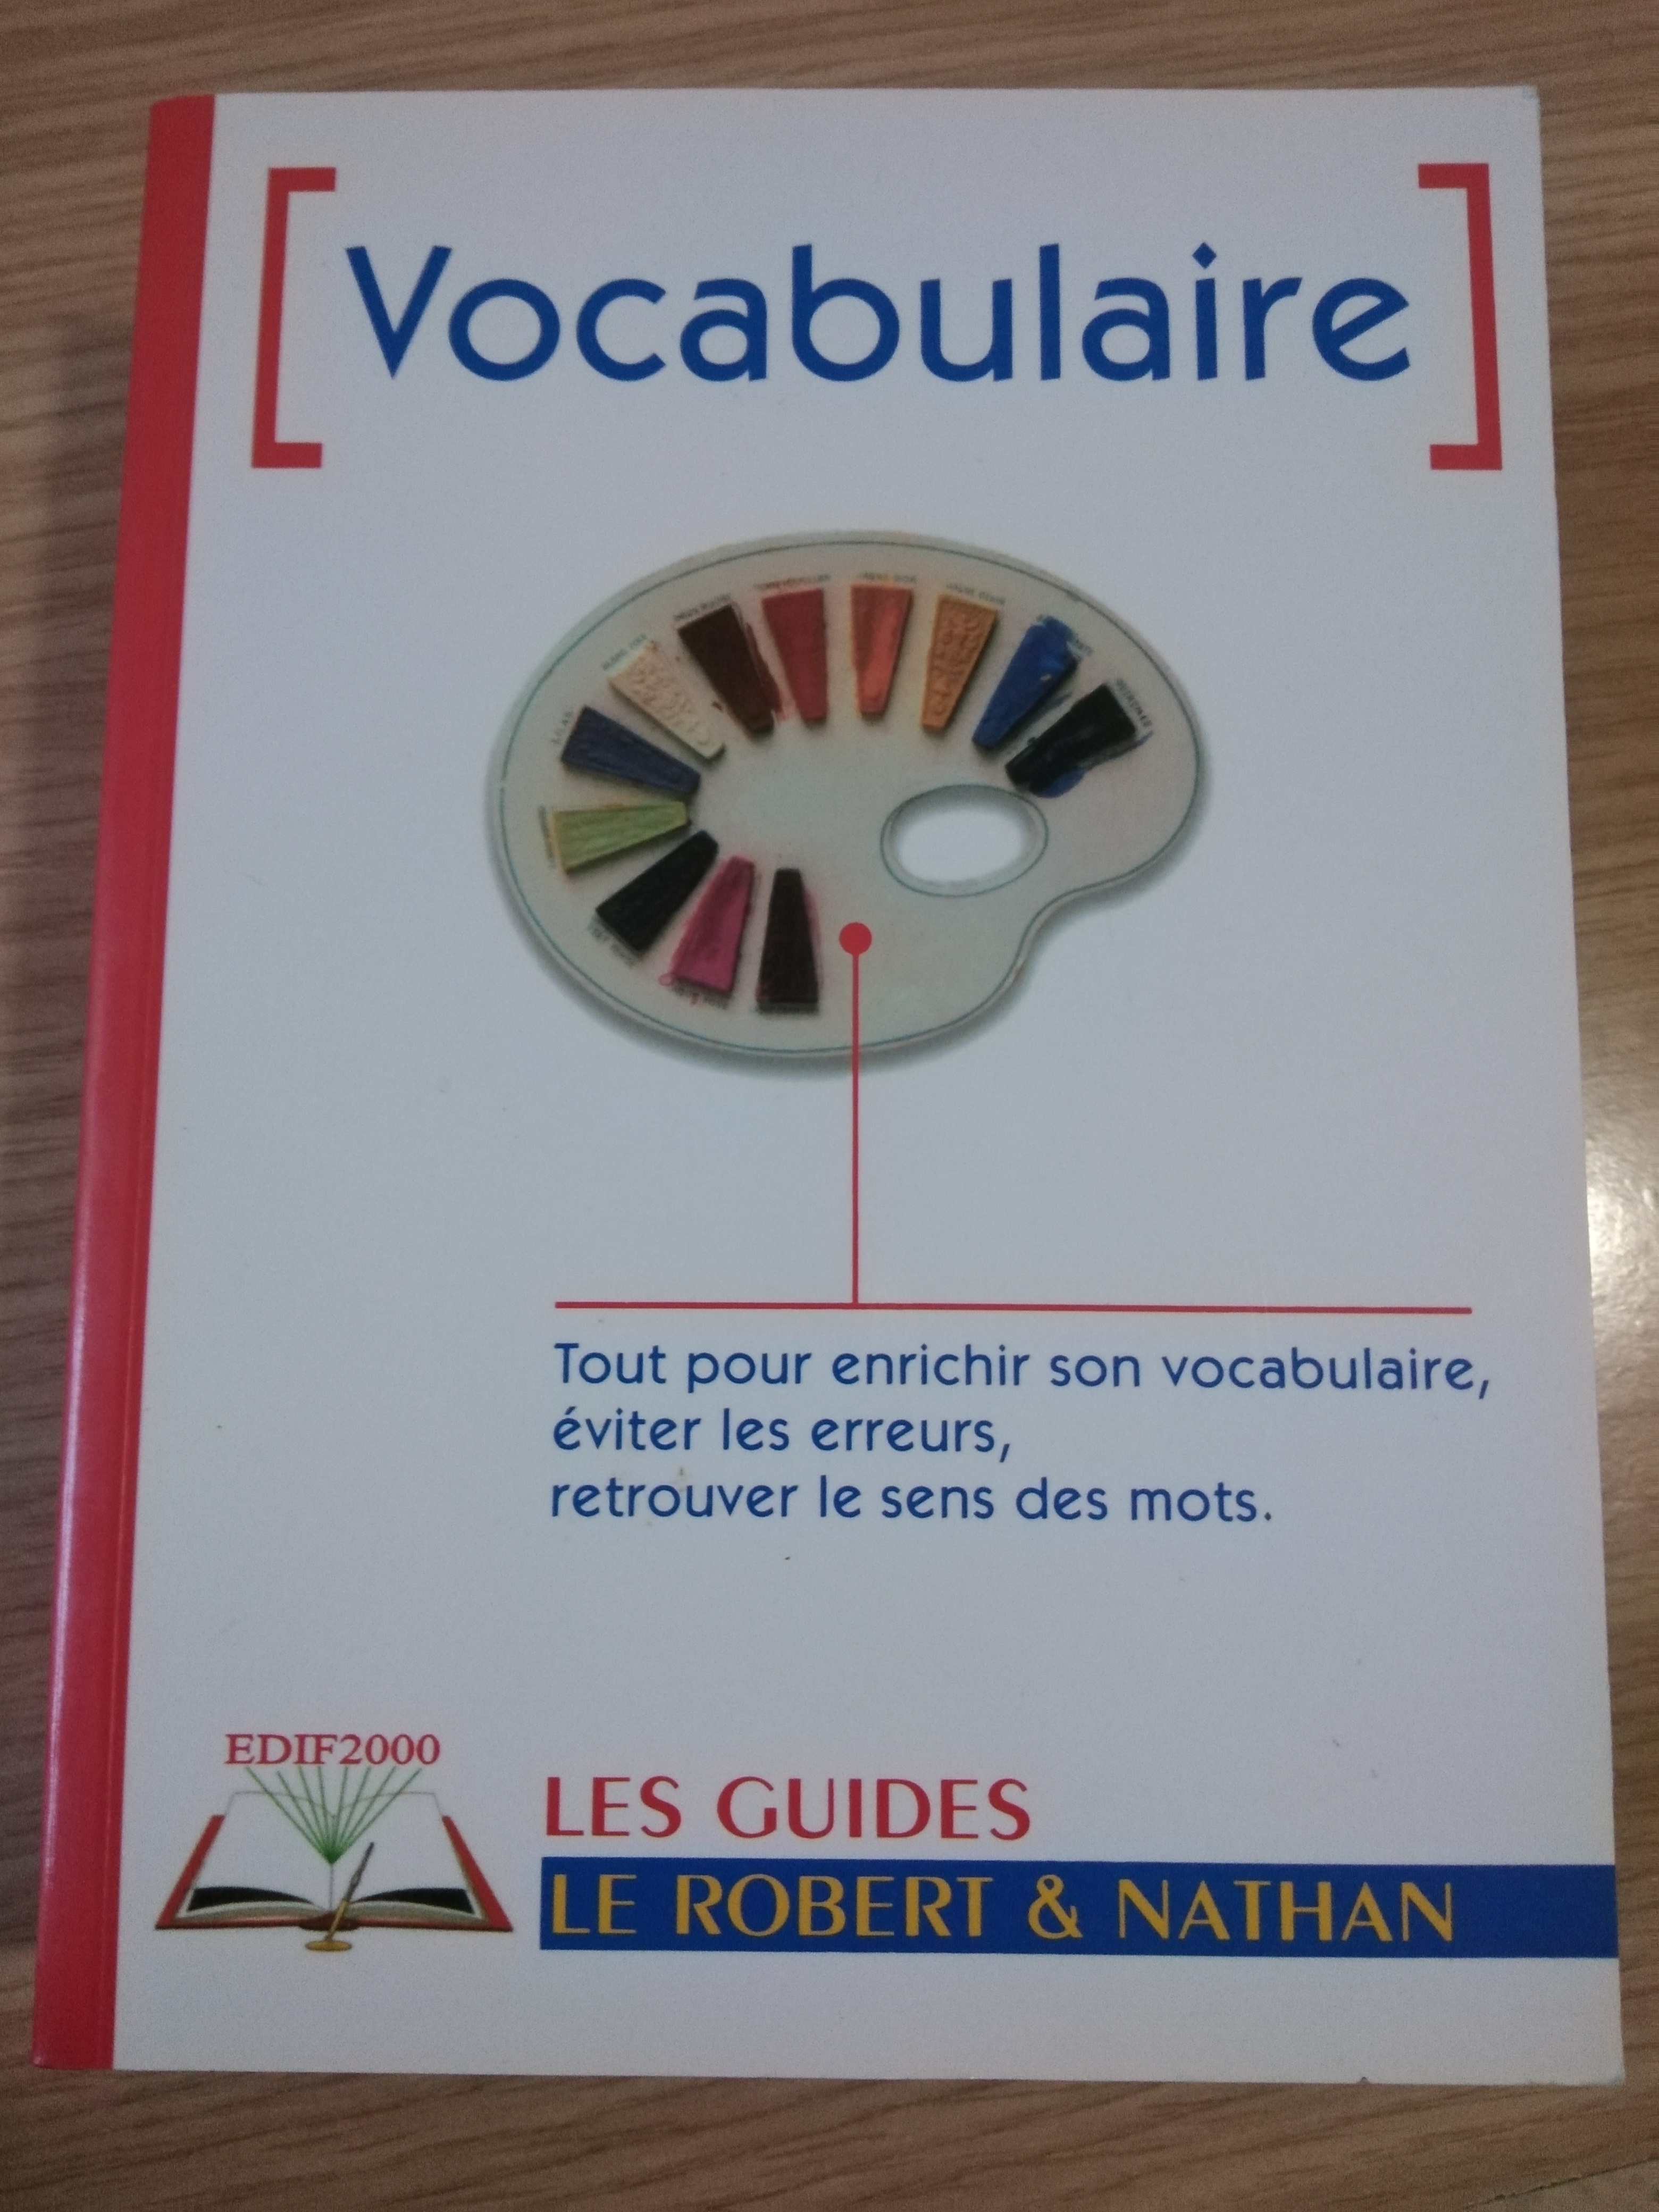 Vocabulaire
LILAS
Tout pour enrichir son vocabulaire,
éviter les erreurs,
retrouver le sens des mots.
EDIF2000
LES GUIDES
LE ROBERT & NATHAN